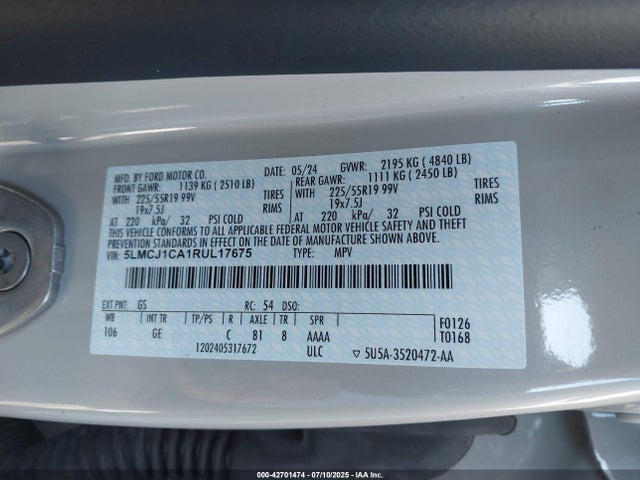 MFD. BY FORD MOTOR CO.
DATE: 05/24 GVWR: 2195 KG ( 4840 LB)
FRONT GAWR: 1139 KG ( 2510 LB) REAR GAWR: 1111 KG ( 2450 LB)
WITH 225/55R19 99V TIRES WITH 225/55R19 99V TIRES
19x7.5J RIMS 19x7.5J RIMS
AT 220 kPa/ 32 PSI COLD AT 220 kPa/ 32 PSI COLD
THIS VEHICLE CONFORMS TO ALL APPLICABLE FEDERAL MOTOR VEHICLE SAFETY AND THEFT
PREVENTION STANDARDS IN EFFECT ON THE DATE OF MANUFACTURE SHOWN ABOVE.
VIN: 5LMCJ1CA1RUL17675 TYPE: MPV
EXT PNT: GS RC: 54 DSO:
WB INT TR TP/PS R AXLE TR SPR F0126
106 GE C 81 8 AAAA T0168
1202405317672 ULC ▽ 5U5A-3520472-AA
000-42701474 | 07/10/2025 - IAA Inc.